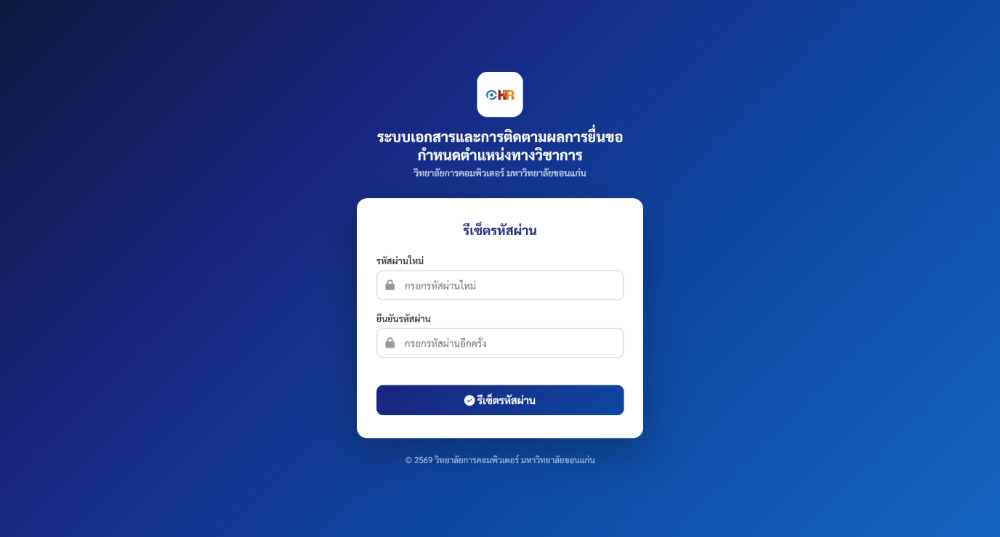 CHR
ระบบเอกสารและการติดตามผลการยื่นขอ
กำหนดตำแหน่งทางวิชาการ
วิทยาลัยการคอมพิวเตอร์ มหาวิทยาลัยขอนแก่น
รีเซ็ตรหัสผ่าน
รหัสผ่านใหม่
กรอกรหัสผ่านใหม่
ยืนยันรหัสผ่าน
กรอกรหัสผ่านอีกครั้ง
รีเซ็ตรหัสผ่าน
© 2569 วิทยาลัยการคอมพิวเตอร์ มหาวิทยาลัยขอนแก่น